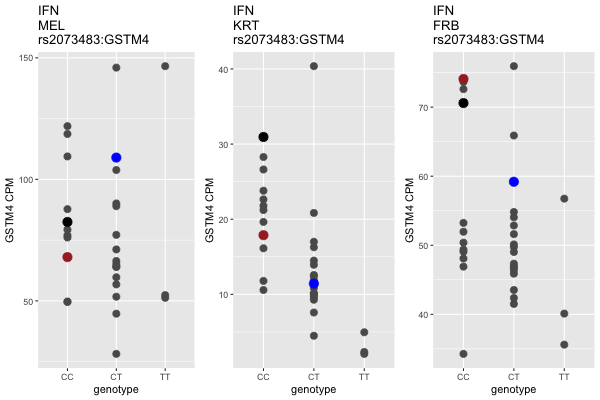 IFN
MEL
rs2073483:GSTM4
150
100
50
GSTM4 CPM
CC
CT
TT
genotype
IFN
KRT
rs2073483:GSTM4
40
30
20
10
GSTM4 CPM
CC
CT
TT
genotype
IFN
FRB
rs2073483:GSTM4
70
60
50
40
GSTM4 CPM
CC
CT
TT
genotype